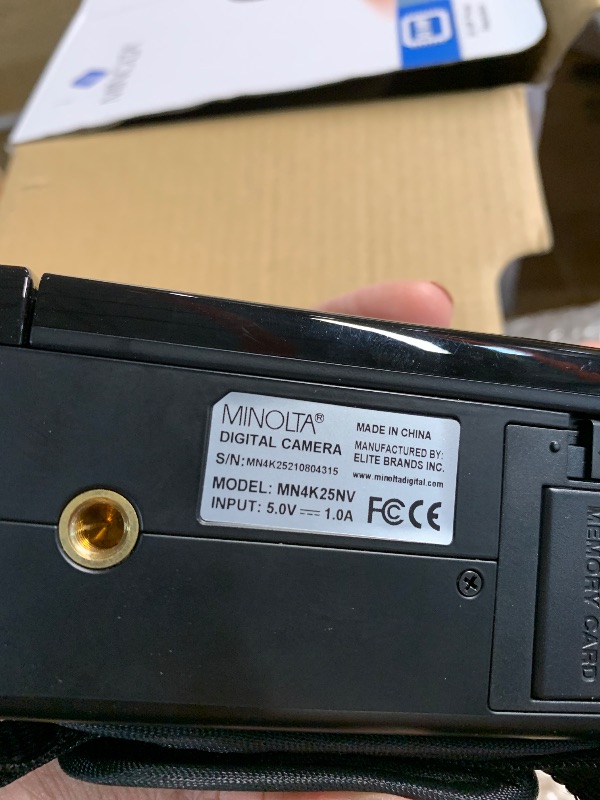 MINOLTA
MINOLTA®
DIGITAL CAMERA
S/N: MN4K25210804315
MADE IN CHINA
MANUFACTURED BY:
ELITE BRANDS INC.
www.minoltadigital.com
MODEL: MN4K25NV
INPUT: 5.0V ⎓ 1.0A
FC CE
MEMORY CARD